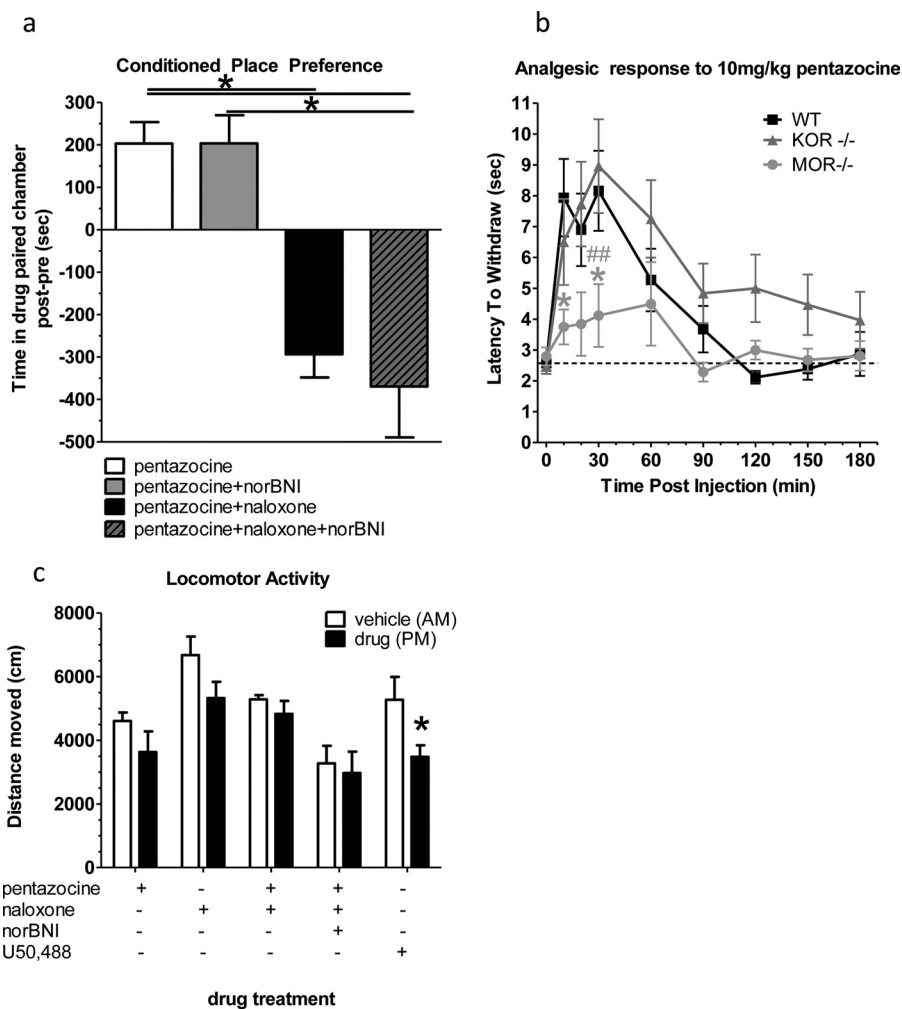 a
Conditioned Place Preference
*
*
Time in drug paired chamber
post-pre (sec)
300
200
100
0
-100
-200
-300
-400
-500
pentazocine
pentazocine+norBNI
pentazocine+naloxone
pentazocine+naloxone+norBNI
b
Analgesic response to 10mg/kg pentazocine
Latency To Withdraw (sec)
11
10
9
8
7
6
5
4
3
2
1
0
WT
KOR -/-
MOR-/-
##
*
*
0 30 60 90 120 150 180
Time Post Injection (min)
c
Locomotor Activity
Distance moved (cm)
8000
6000
4000
2000
0
vehicle (AM)
drug (PM)
*
pentazocine + - + + -
naloxone - + + + -
norBNI - - - + -
U50,488 - - - - +
drug treatment